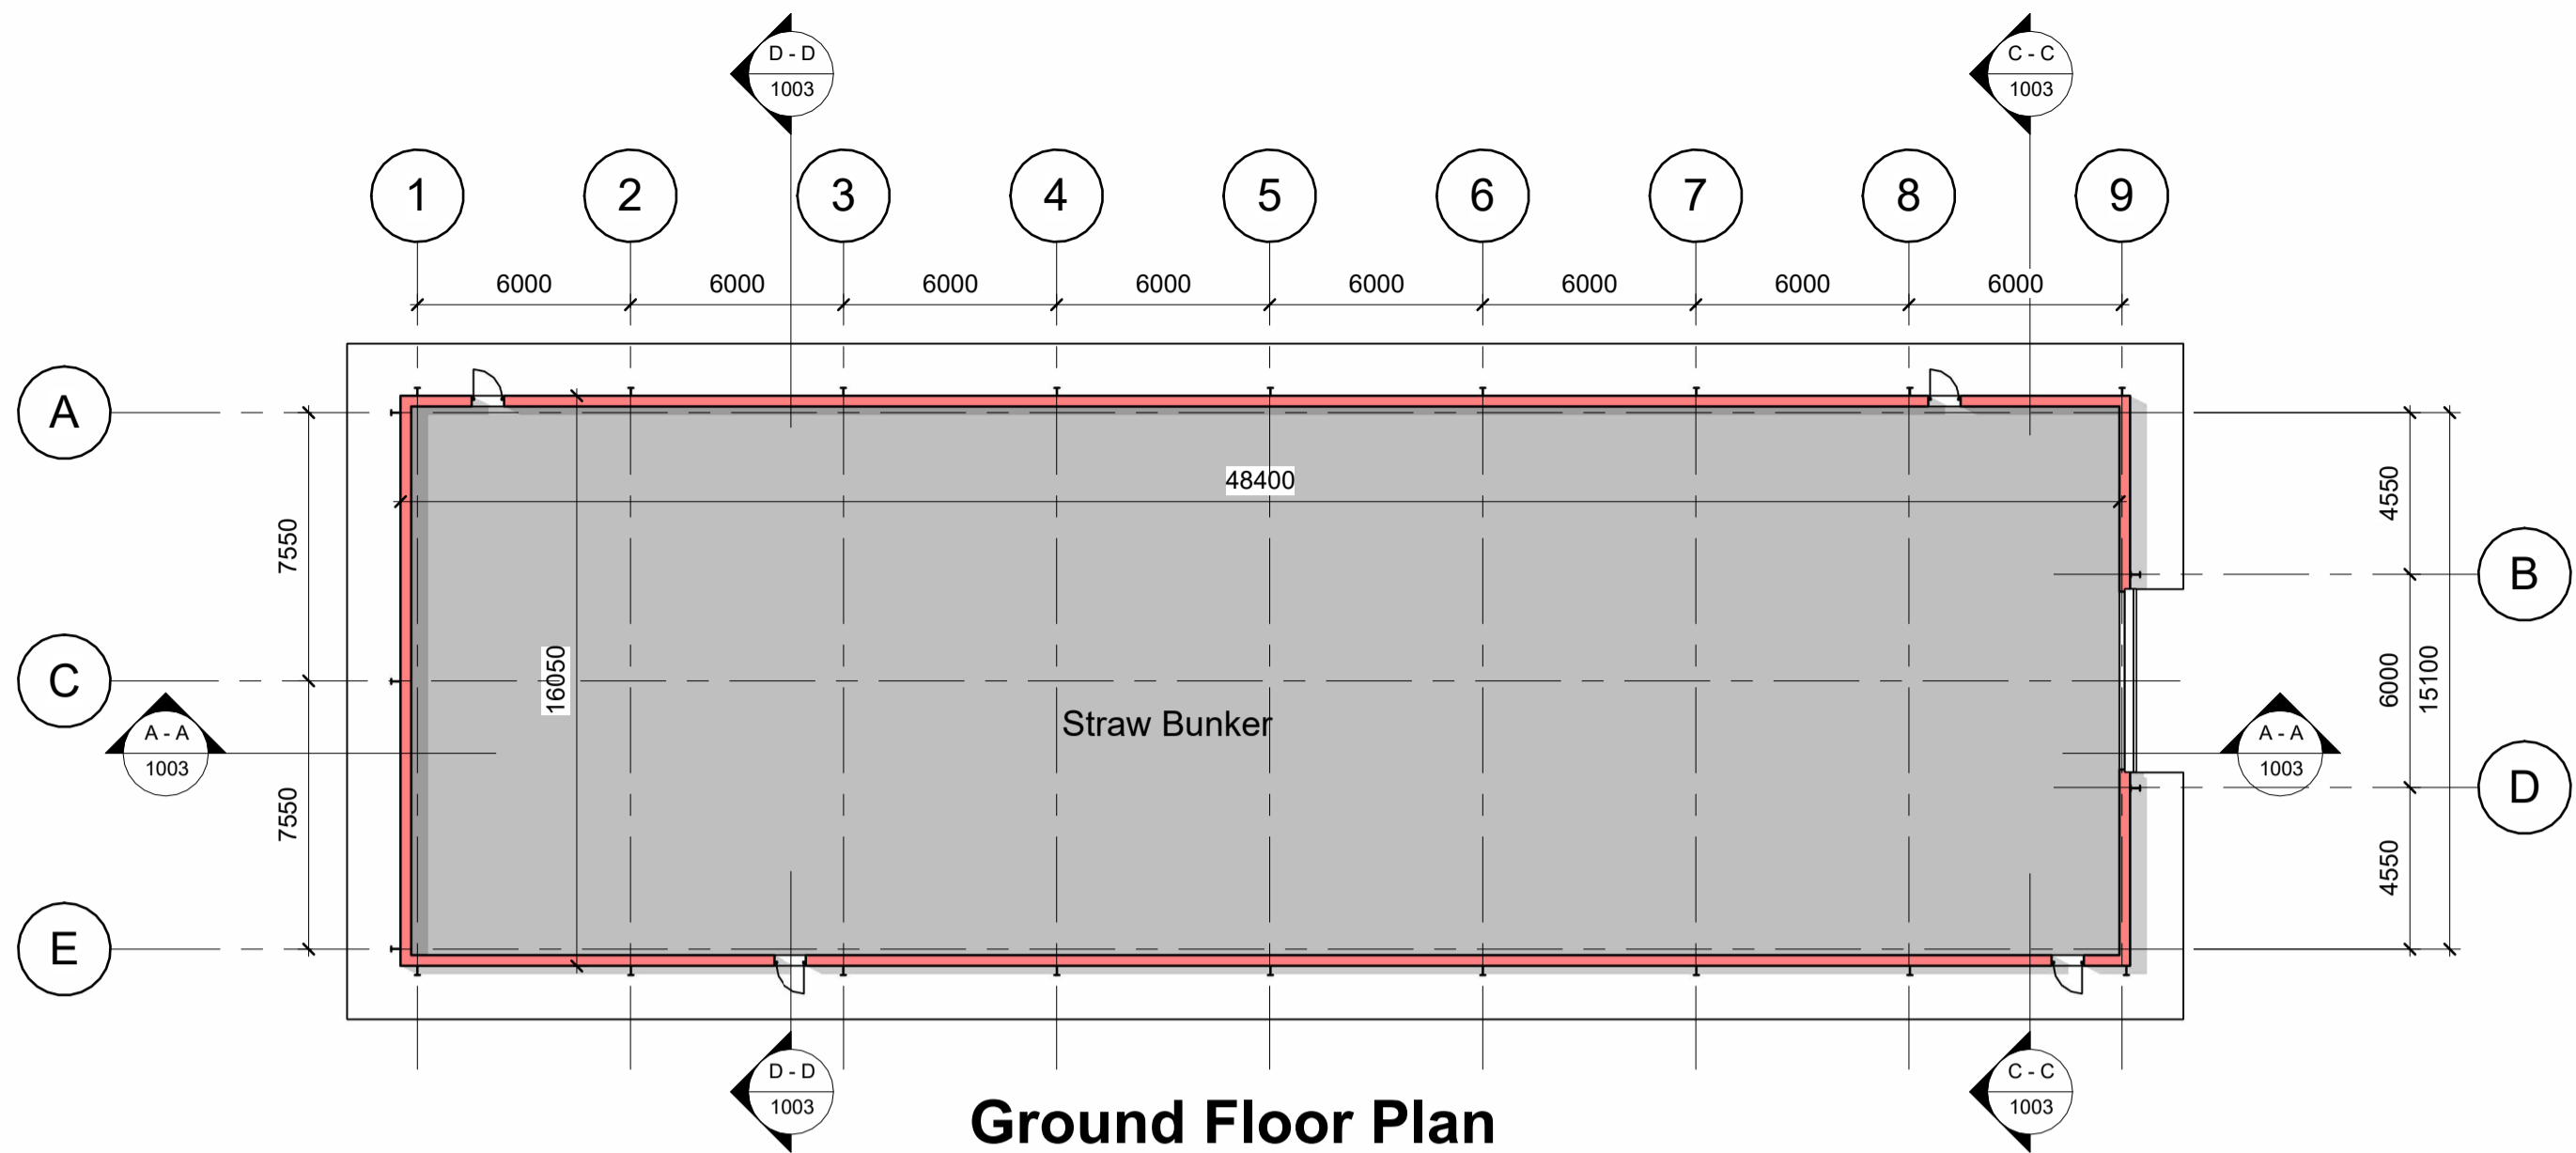 D - D
1003
C - C
1003
1 2 3 4 5 6 7 8 9
6000 6000 6000 6000 6000 6000 6000 6000
A
48400
4550
7550
B
16050
6000
15100
C
Straw Bunker
A - A
1003
A - A
1003
D
7550
4550
E
D - D
1003
C - C
1003
Ground Floor Plan